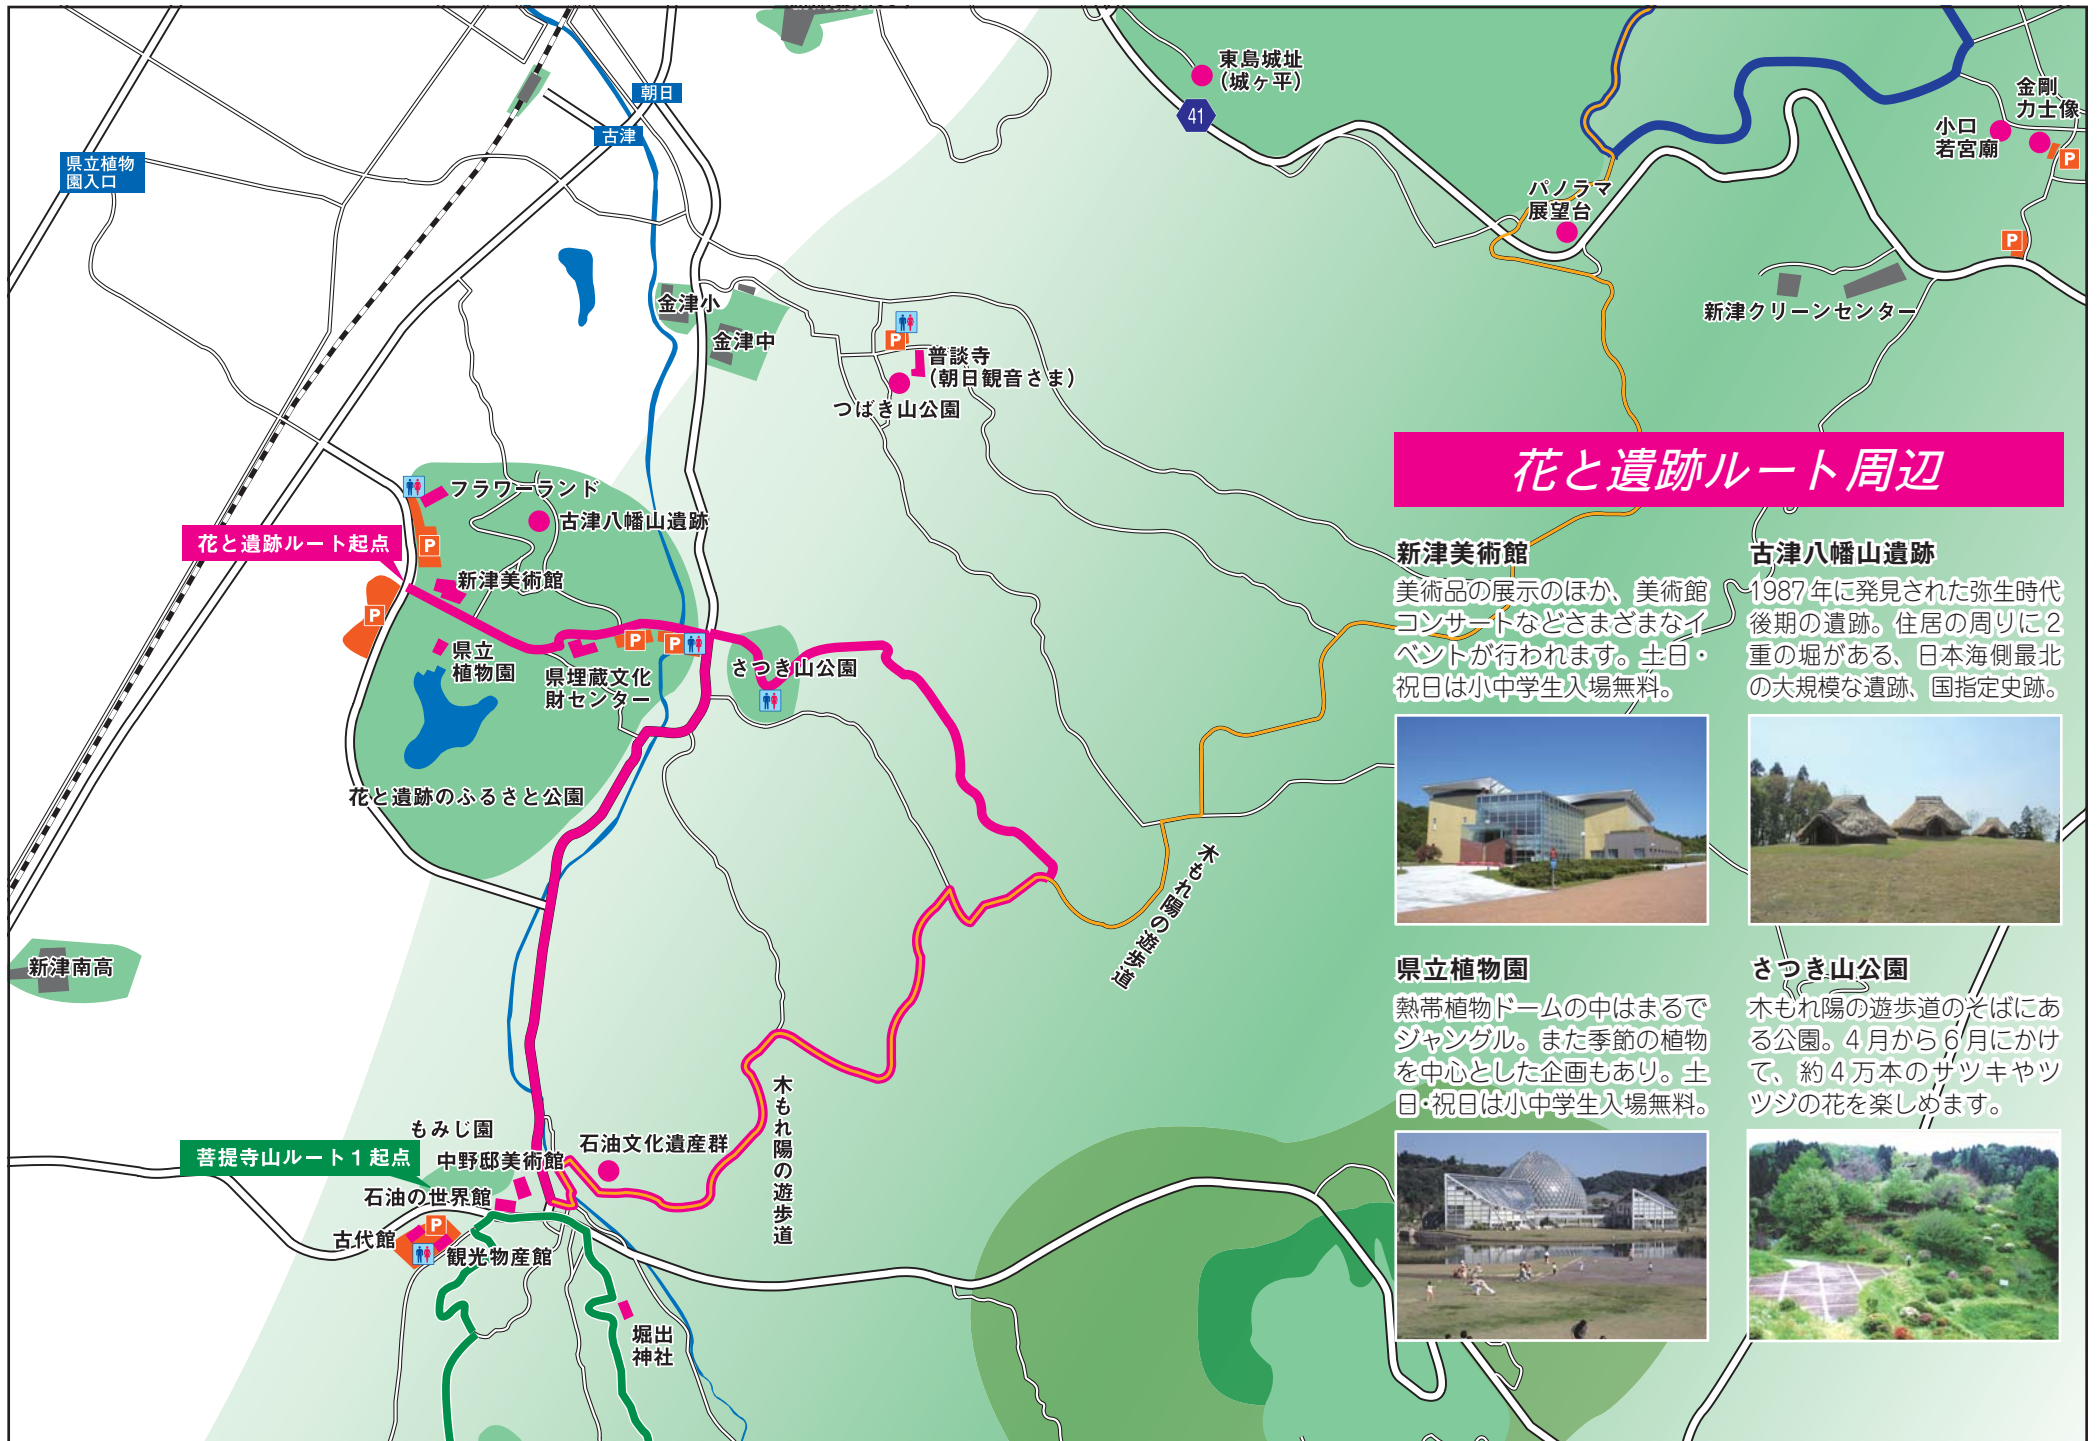 東島城址
(城ヶ平)
41
金剛
力士像
小口
若宮廟
P
P
パノラマ
展望台
新津クリーンセンター
朝日
古津
県立植物
園入口
金津小
金津中
P
普談寺
(朝日観音さま)
つばき山公園
フラワーランド
古津八幡山遺跡
花と遺跡ルート起点
P
新津美術館
P
県立
植物園
県埋蔵文化
財センター
P
P
さつき山公園
花と遺跡のふるさと公園
木もれ陽の遊歩道
新津南高
木もれ陽の遊歩道
もみじ園
中野邸美術館
石油文化遺産群
菩提寺山ルート1起点
石油の世界館
古代館
P
観光物産館
堀出
神社
花と遺跡ルート周辺
新津美術館
美術品の展示のほか、美術館
コンサートなどさまざまなイ
ベントが行われます。土日・
祝日は小中学生入場無料。
古津八幡山遺跡
1987年に発見された弥生時代
後期の遺跡。住居の周りに2
重の堀がある、日本海側最北
の大規模な遺跡、国指定史跡。
県立植物園
熱帯植物ドームの中はまるで
ジャングル。また季節の植物
を中心とした企画もあり。土
日・祝日は小中学生入場無料。
さつき山公園
木もれ陽の遊歩道のそばにあ
る公園。4月から6月にかけ
て、約4万本のサツキやツ
ツジの花を楽しめます。